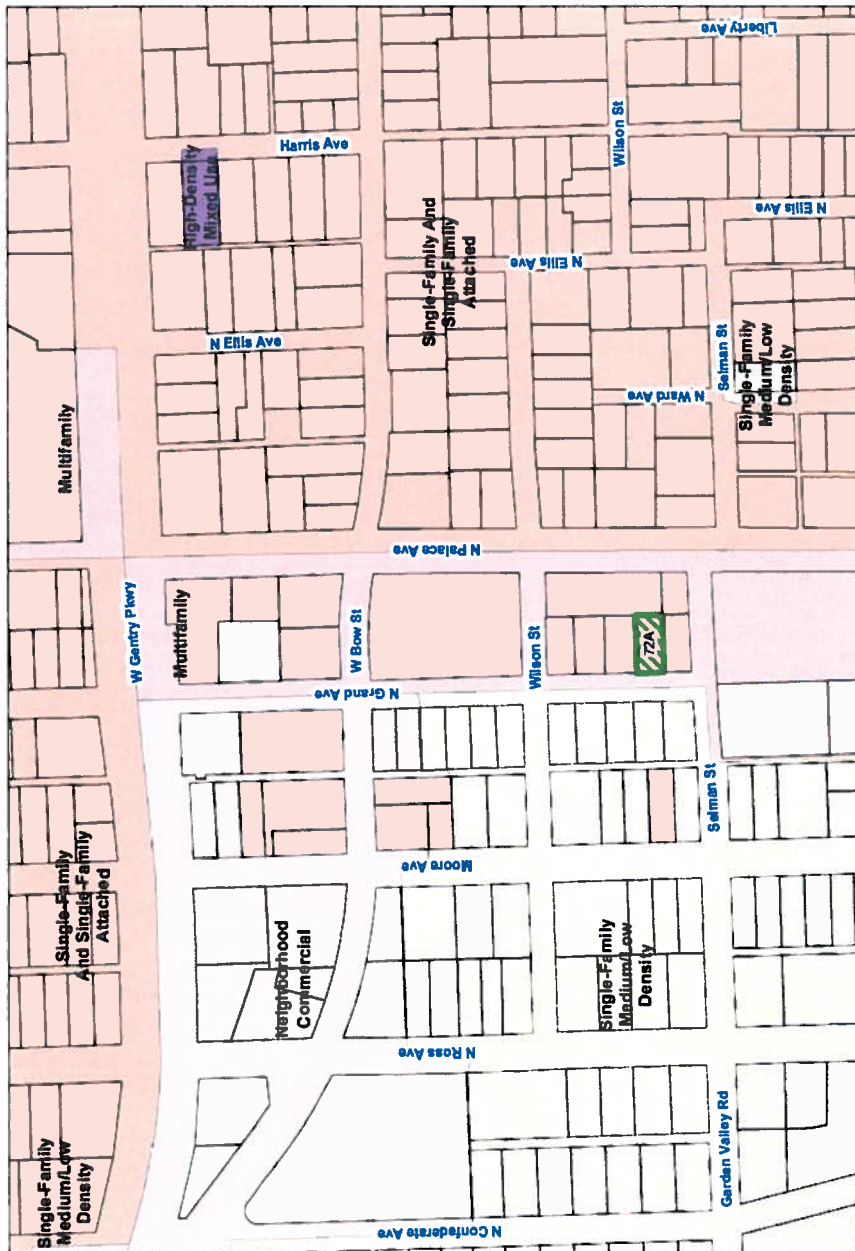 Liberty Ave
Wilson St
Harris Ave
High-Density
Mixed Use
N Ellis Ave
Single-Family And
Single-Family
Attached
N Ellis Ave
N Ellis Ave
Selman St
Single-Family
Medium/Low
Density
N Ward Ave
Multifamily
N Palace Ave
W Gentry Pkwy
Multifamily
W Bow St
Wilson St
72A
N Grand Ave
Selman St
Moore Ave
Single-Family
And Single-Family
Attached
Neighborhood
Commercial
Single-Family
Medium/Low
Density
N Ross Ave
Garden Valley Rd
Single-Family
Medium/Low
Density
N Confederate Ave